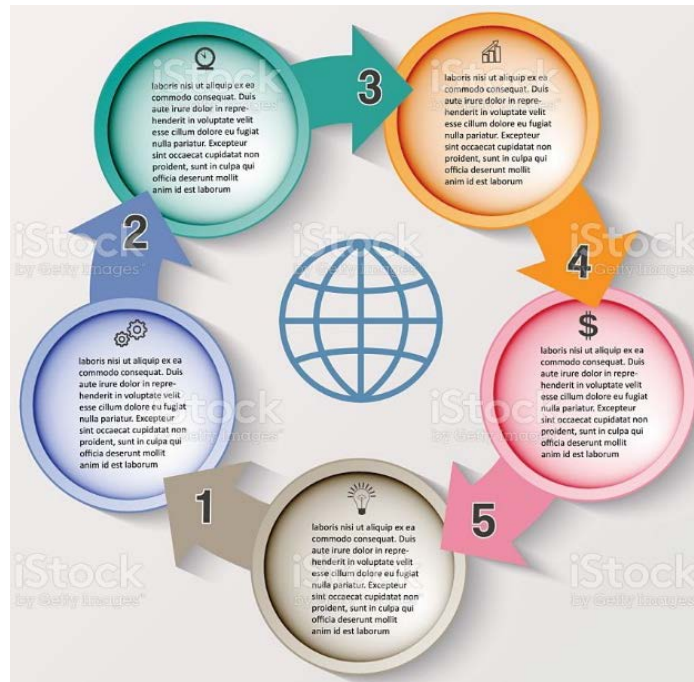 laboris nisi ut aliquip ex ea
commodo consequat. Duis
aute irure dolor in repre-
henderit in voluptate velit
esse cillum dolore eu fugiat
nulla pariatur. Excepteur
sint occaecat cupidatat non
proident, sunt in culpa qui
officia deserunt mollit
anim id est laborum
3
laboris nisi ut aliquip ex ea
commodo consequat. Duis
aute irure dolor in repre-
henderit in voluptate velit
esse cillum dolore eu fugiat
nulla pariatur. Excepteur
sint occaecat cupidatat non
proident, sunt in culpa qui
officia deserunt mollit
anim id est laborum
2
4
laboris nisi ut aliquip ex ea
commodo consequat. Duis
aute irure dolor in repre-
henderit in voluptate velit
esse cillum dolore eu fugiat
nulla pariatur. Excepteur
sint occaecat cupidatat non
proident, sunt in culpa qui
officia deserunt mollit
anim id est laborum
$
laboris nisi ut aliquip ex ea
commodo consequat. Duis
aute irure dolor in repre-
henderit in voluptate velit
esse cillum dolore eu fugiat
nulla pariatur. Excepteur
sint occaecat cupidatat non
proident, sunt in culpa qui
officia deserunt mollit
anim id est laborum
1
5
laboris nisi ut aliquip ex ea
commodo consequat. Duis
aute irure dolor in repre-
henderit in voluptate velit
esse cillum dolore eu fugiat
nulla pariatur. Excepteur
sint occaecat cupidatat non
proident, sunt in culpa qui
officia deserunt mollit
anim id est laborum
iStock
by Getty Images™